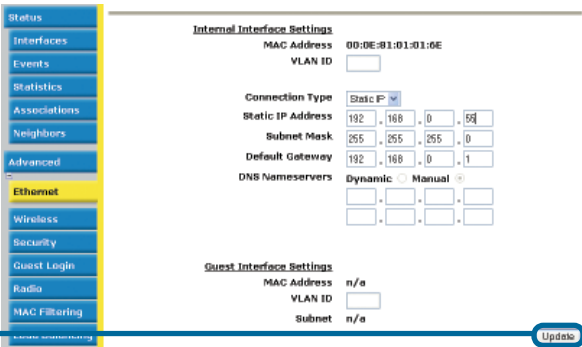 Status
Interfaces
Events
Statistics
Associations
Neighbors
Advanced
Ethernet
Wireless
Security
Guest Login
Radio
MAC Filtering
Load Balancing
Internal Interface Settings
MAC Address 00:0E:81:01:01:6E
VLAN ID
Connection Type Static IP
Static IP Address 192 . 168 . 0 . 55
Subnet Mask 255 . 255 . 255 . 0
Default Gateway 192 . 168 . 0 . 1
DNS Nameservers Dynamic Manual
. . .
. . .
Guest Interface Settings
MAC Address n/a
VLAN ID
Subnet n/a
Update